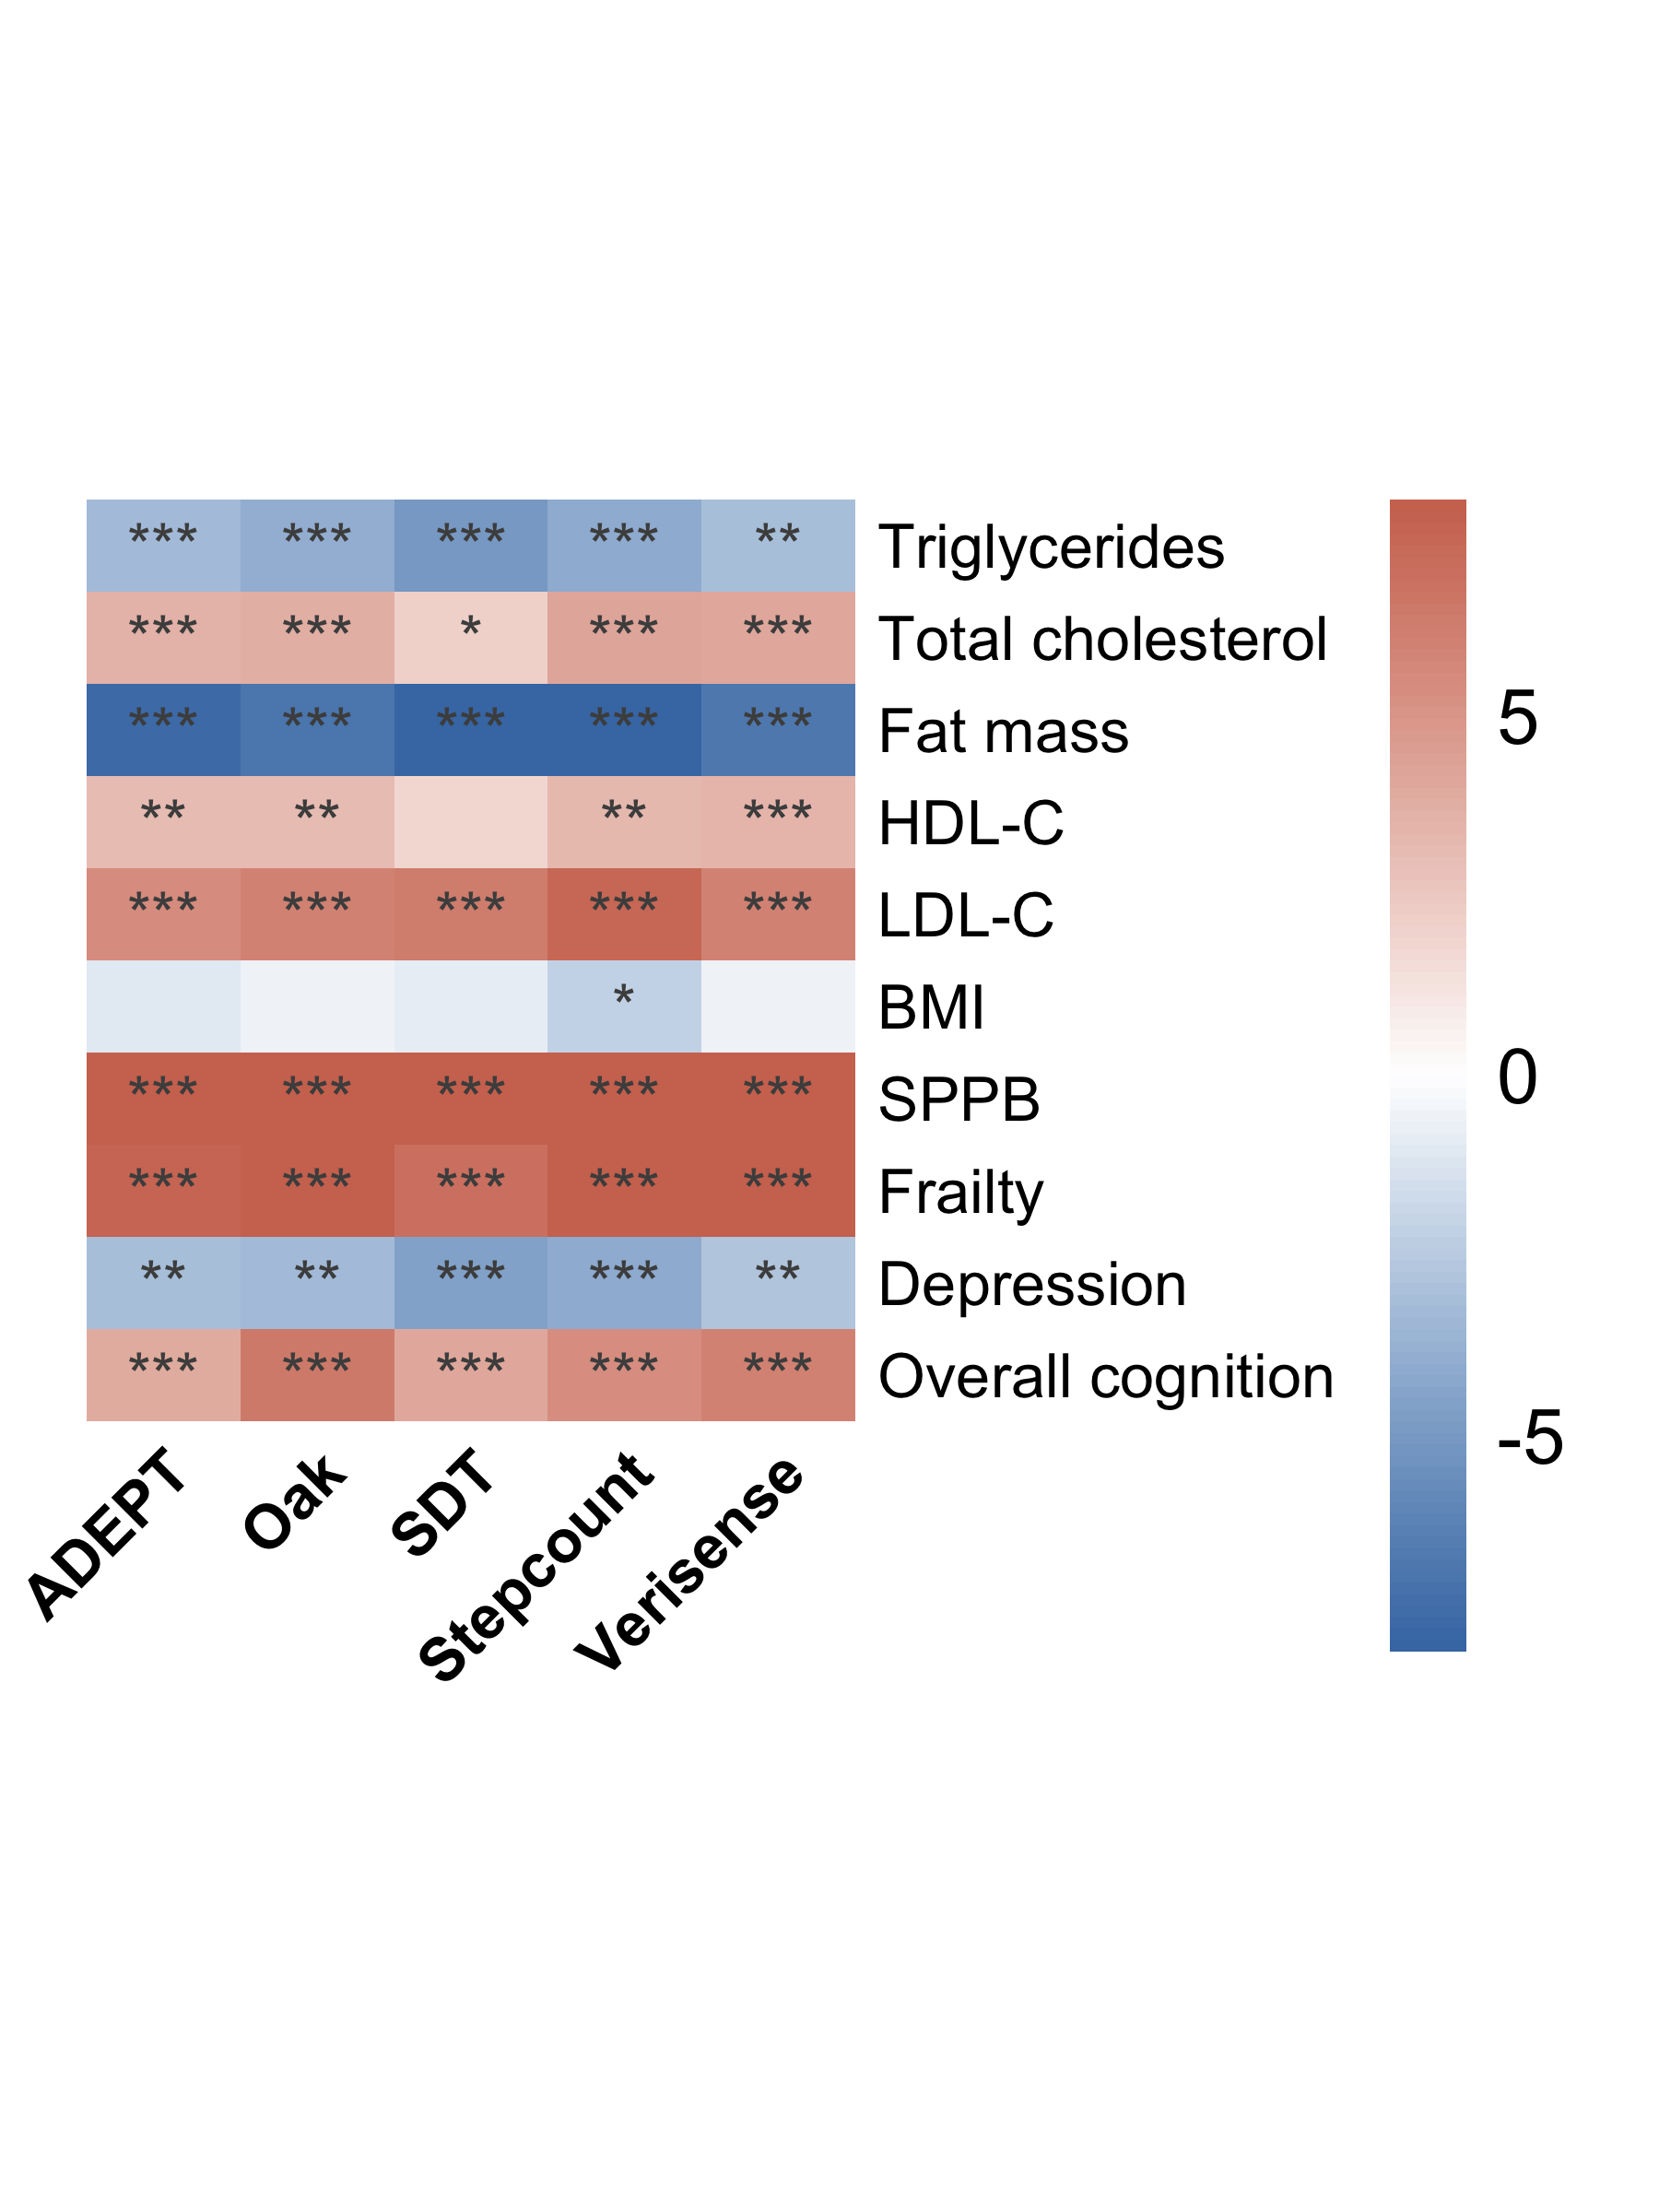 *** *** *** *** ** Triglycerides
*** *** * *** *** Total cholesterol
*** *** *** *** *** Fat mass
** ** ** *** HDL-C
*** *** *** *** *** LDL-C
* BMI
*** *** *** *** *** SPPB
*** *** *** *** *** Frailty
** ** *** *** ** Depression
*** *** *** *** *** Overall cognition
ADEPT
Oak
SDT
Stepcount
Verisense
5
0
-5